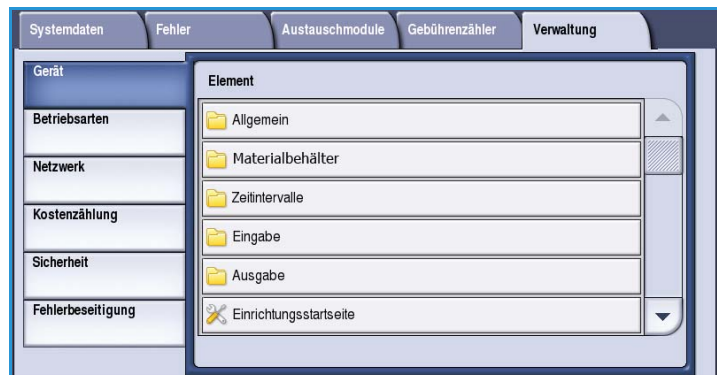 Systemdaten
Fehler
Austauschmodule
Gebührenzähler
Verwaltung
Gerät
Betriebsarten
Netzwerk
Kostenzählung
Sicherheit
Fehlerbeseitigung
Element
Allgemein
Materialbehälter
Zeitintervalle
Eingabe
Ausgabe
Einrichtungsstartseite